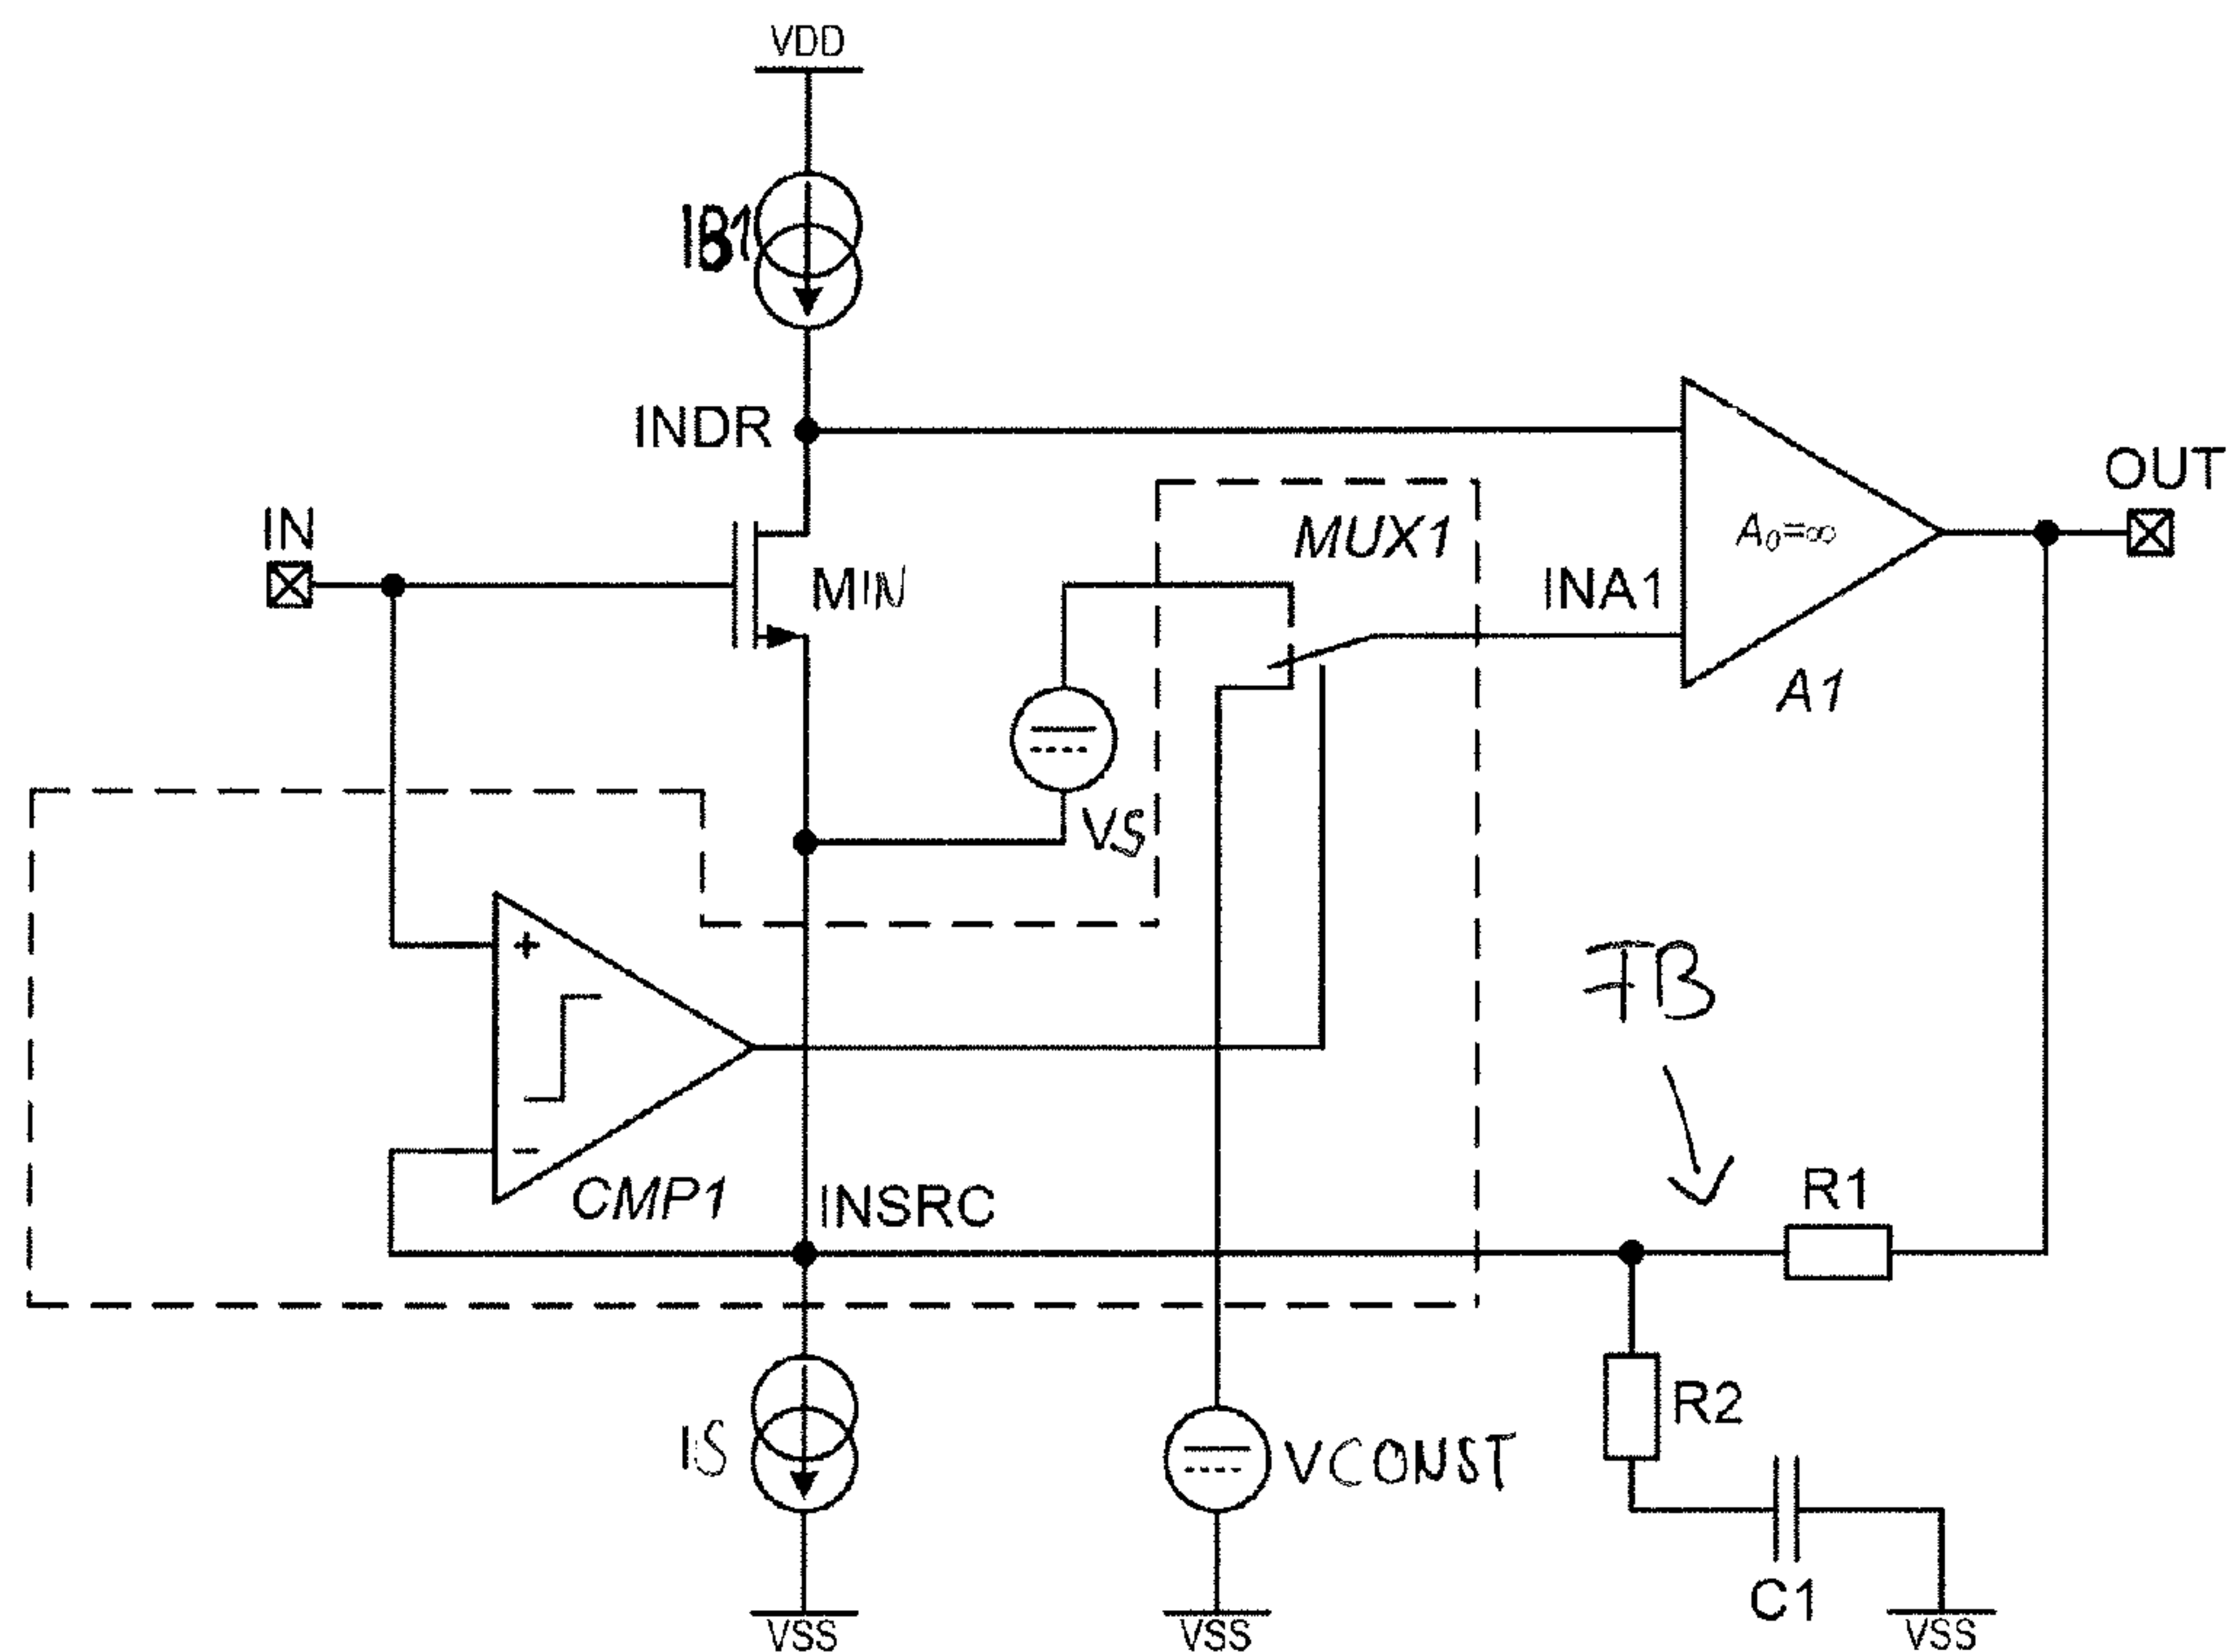 VDD
IB1
INDR
OUT
IN
MUX1
A0=∞
MIN
INA1
A1
VS
FB
+
-
CMP1
INSRC
R1
R2
IS
VCONST
C1
VSS
VSS
VSS